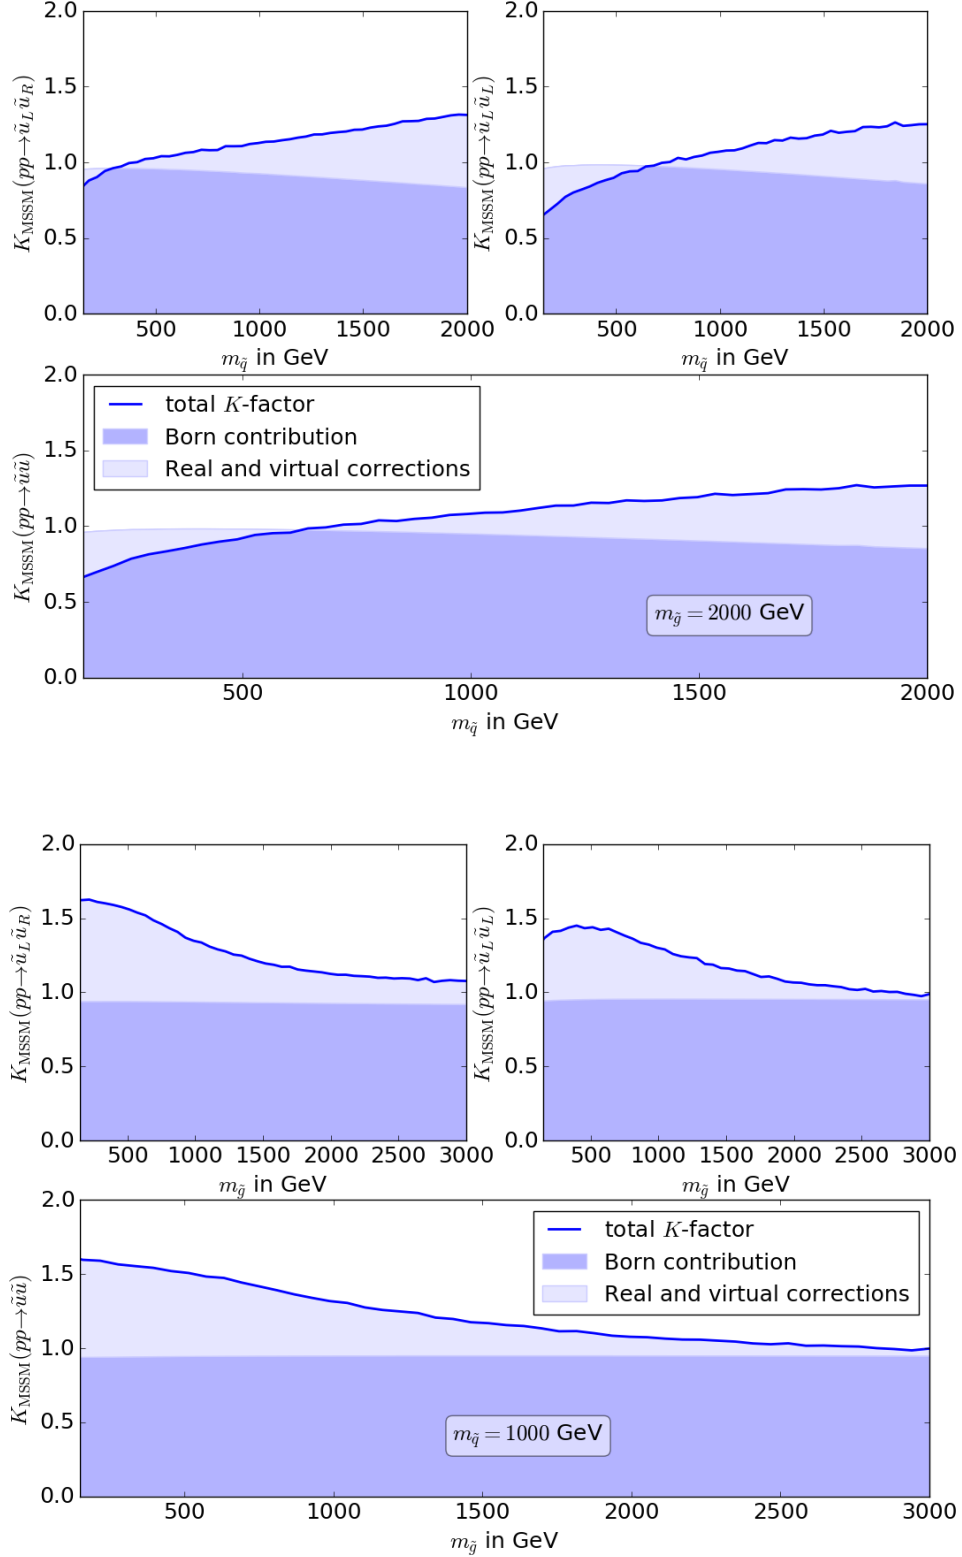 2.0 2.0
1.5 1.5
1.0 1.0
0.5 0.5
0.0 0.0
K_MSSM(pp→ũ_L ũ_R) K_MSSM(pp→ũ_L ũ_L)
500 1000 1500 2000 500 1000 1500 2000
m_q̃ in GeV m_q̃ in GeV
2.0
1.5
1.0
0.5
0.0
K_MSSM(pp→ũũ)
total K-factor
Born contribution
Real and virtual corrections
m_g̃ = 2000 GeV
500 1000 1500 2000
m_q̃ in GeV
2.0 2.0
1.5 1.5
1.0 1.0
0.5 0.5
0.0 0.0
K_MSSM(pp→ũ_L ũ_R) K_MSSM(pp→ũ_L ũ_L)
500 1000 1500 2000 2500 3000 500 1000 1500 2000 2500 3000
m_g̃ in GeV m_g̃ in GeV
2.0
1.5
1.0
0.5
0.0
K_MSSM(pp→ũũ)
total K-factor
Born contribution
Real and virtual corrections
m_q̃ = 1000 GeV
500 1000 1500 2000 2500 3000
m_g̃ in GeV